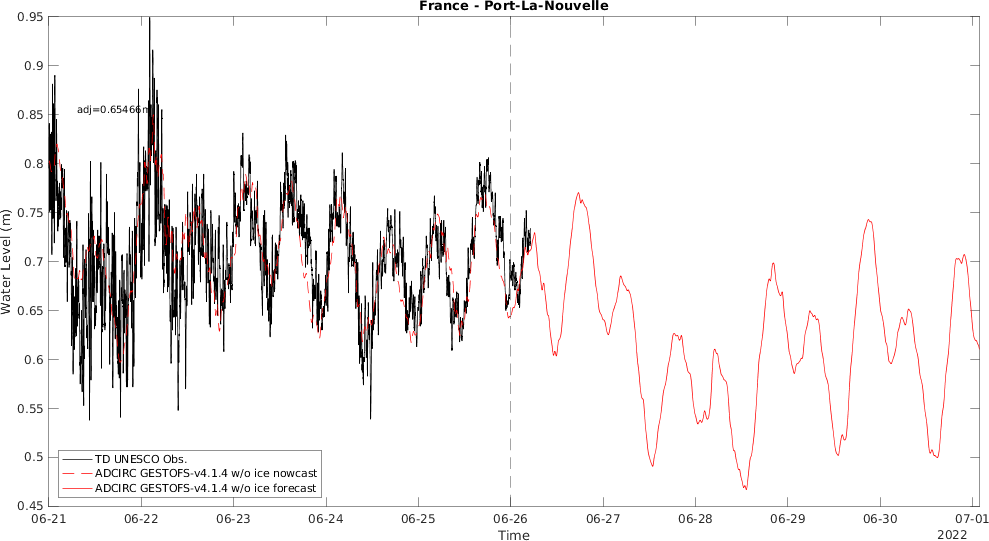 France - Port-La-Nouvelle
0.95
0.9
0.85
0.8
0.75
0.7
0.65
0.6
0.55
0.5
0.45
Water Level (m)
adj=0.65466m
TD UNESCO Obs.
ADCIRC GESTOFS-v4.1.4 w/o ice nowcast
ADCIRC GESTOFS-v4.1.4 w/o ice forecast
06-21 06-22 06-23 06-24 06-25 06-26 06-27 06-28 06-29 06-30 07-01
Time
2022